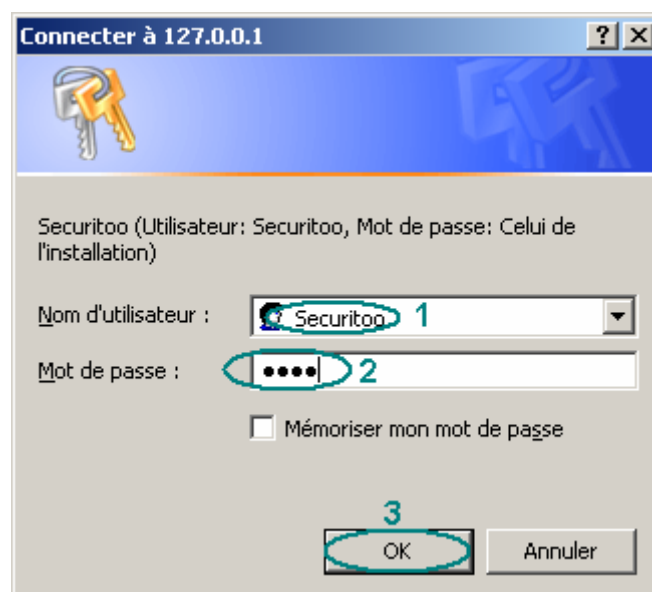 Connecter à 127.0.0.1
Securitoo (Utilisateur: Securitoo, Mot de passe: Celui de
l'installation)
Nom d'utilisateur : Securitoo 1
Mot de passe : ●●●● 2
Mémoriser mon mot de passe
3
OK Annuler